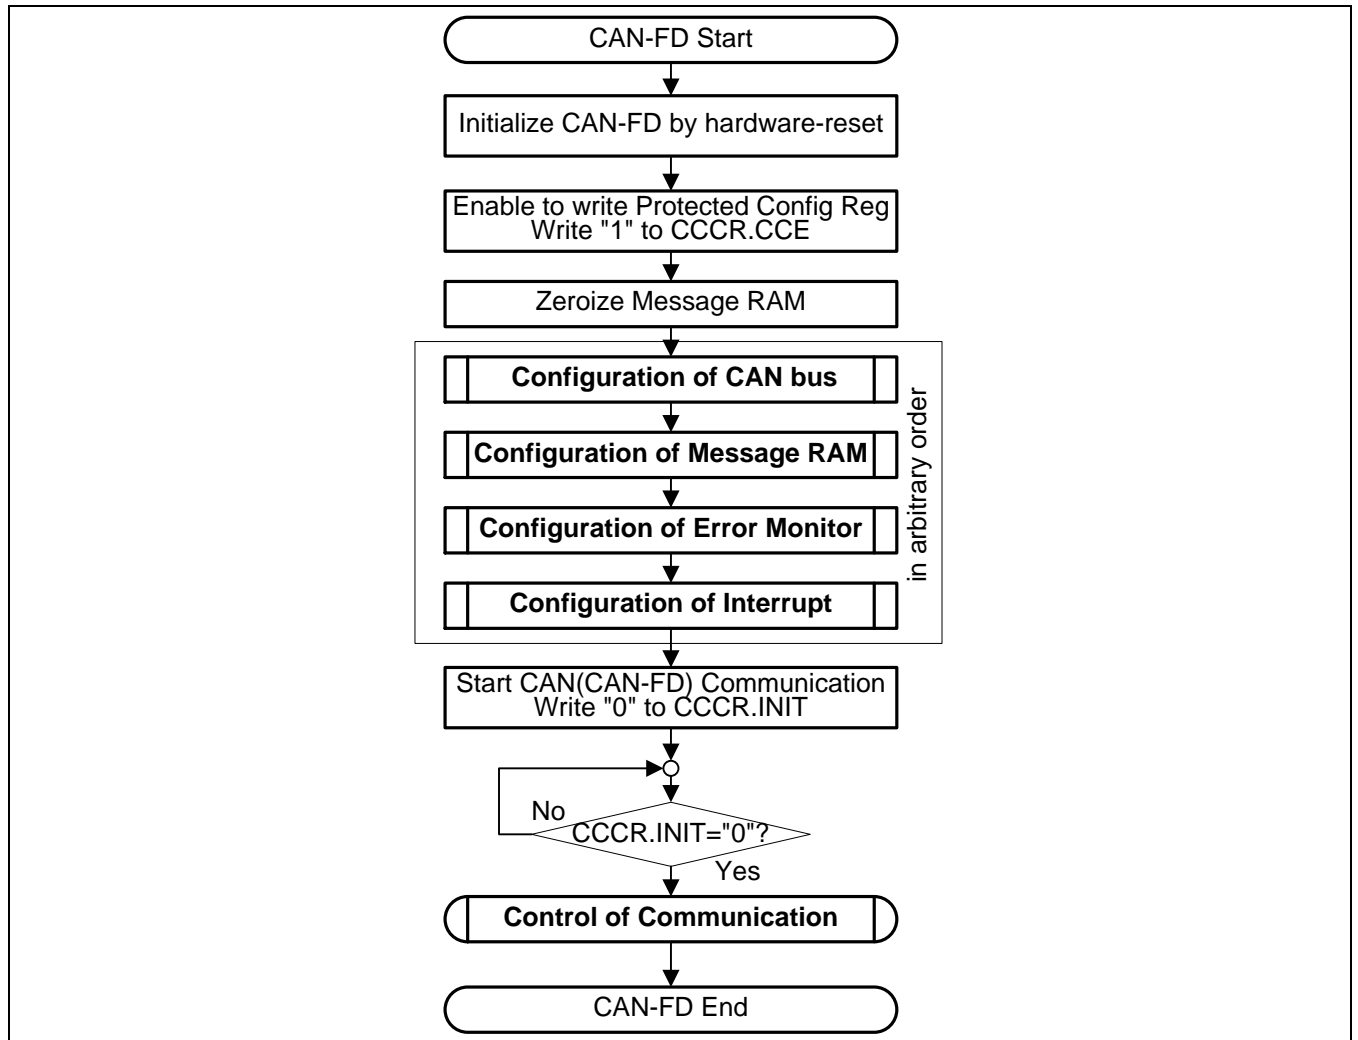 CAN-FD Start
Initialize CAN-FD by hardware-reset
Enable to write Protected Config Reg
Write "1" to CCCR.CCE
Zeroize Message RAM
Configuration of CAN bus
Configuration of Message RAM
Configuration of Error Monitor
Configuration of Interrupt
in arbitrary order
Start CAN(CAN-FD) Communication
Write "0" to CCCR.INIT
No
CCCR.INIT="0"?
Yes
Control of Communication
CAN-FD End